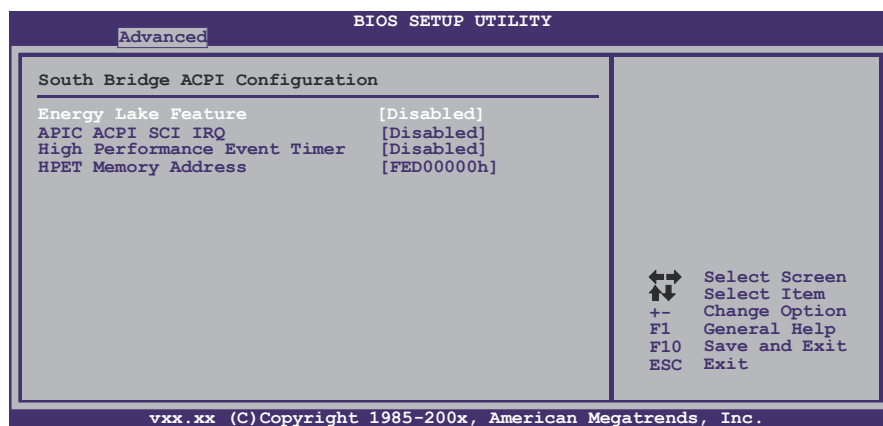 BIOS SETUP UTILITY
Advanced
South Bridge ACPI Configuration
Energy Lake Feature [Disabled]
APIC ACPI SCI IRQ [Disabled]
High Performance Event Timer [Disabled]
HPET Memory Address [FED00000h]
Select Screen
Select Item
+- Change Option
F1 General Help
F10 Save and Exit
ESC Exit
vxx.xx (C)Copyright 1985-200x, American Megatrends, Inc.